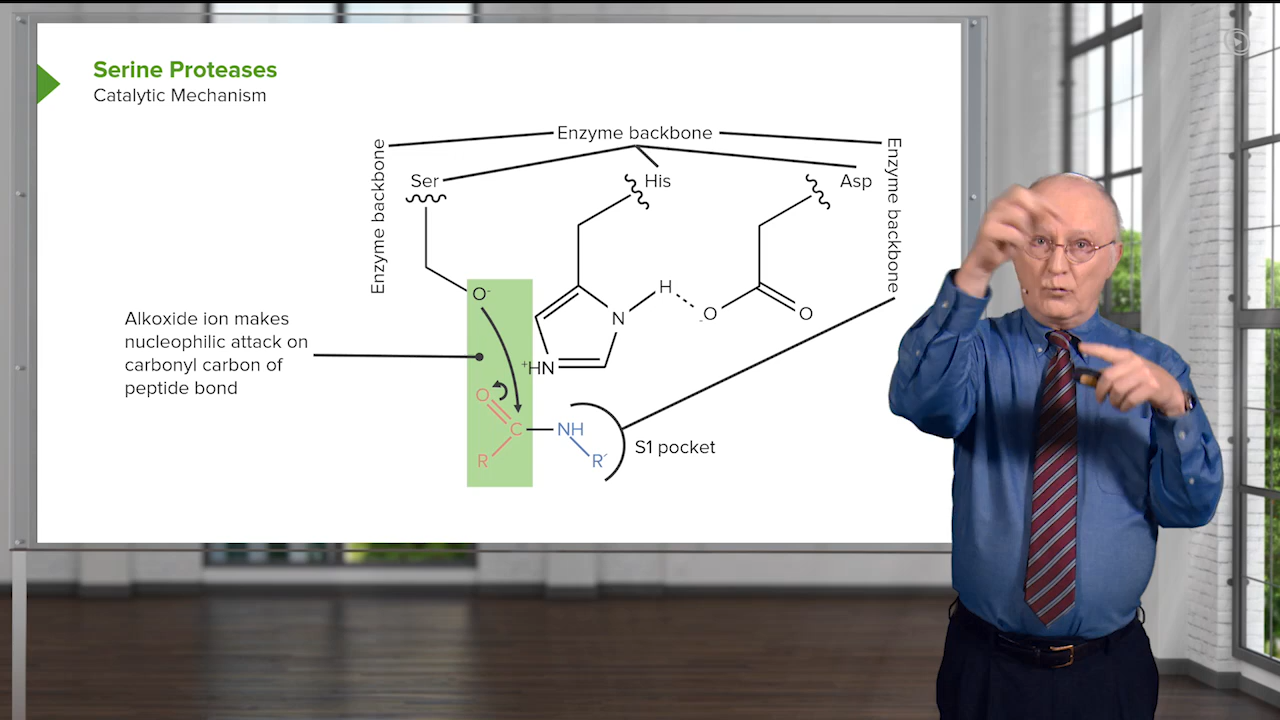 Serine Proteases
Catalytic Mechanism
Enzyme backbone
Enzyme backbone
Enzyme backbone
Ser
His
Asp
O-
H
-O
O
N
+HN
Alkoxide ion makes
nucleophilic attack on
carbonyl carbon of
peptide bond
O
C
NH
R
R´
S1 pocket